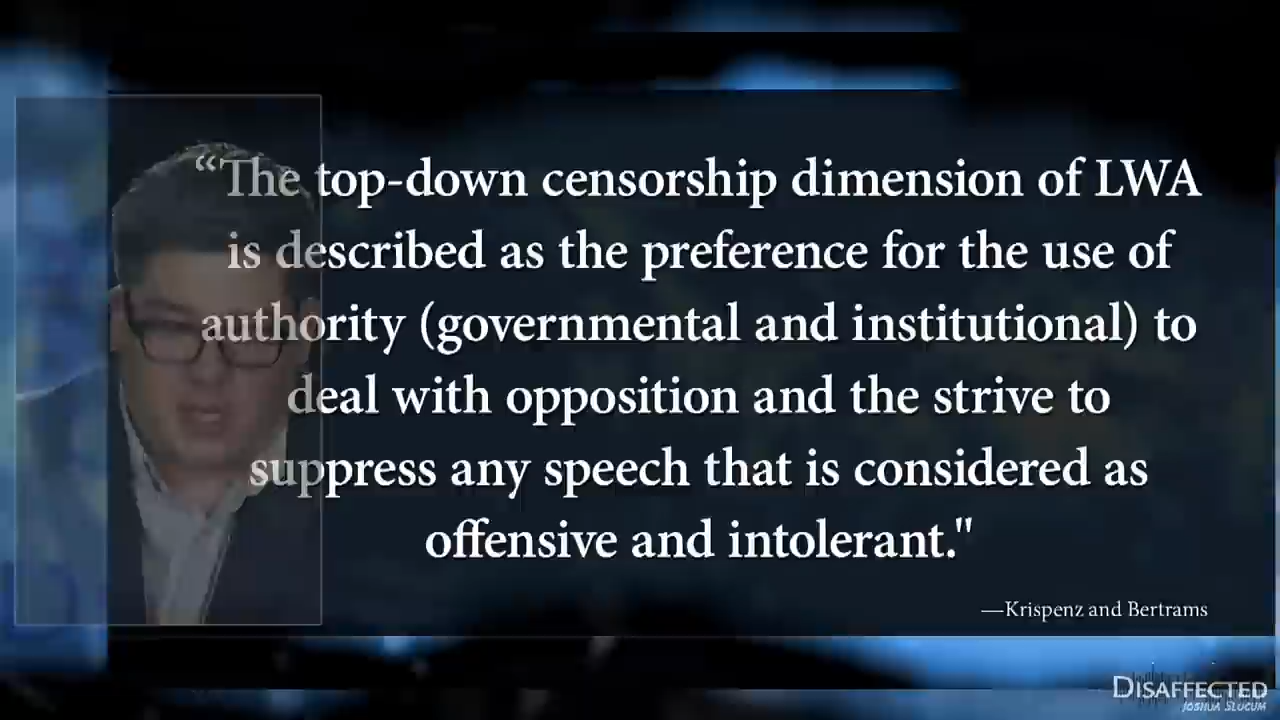 “The top-down censorship dimension of LWA
is described as the preference for the use of
authority (governmental and institutional) to
deal with opposition and the strive to
suppress any speech that is considered as
offensive and intolerant."
—Krispenz and Bertrams
DISAFFECTED
JOSHUA SLOCUM